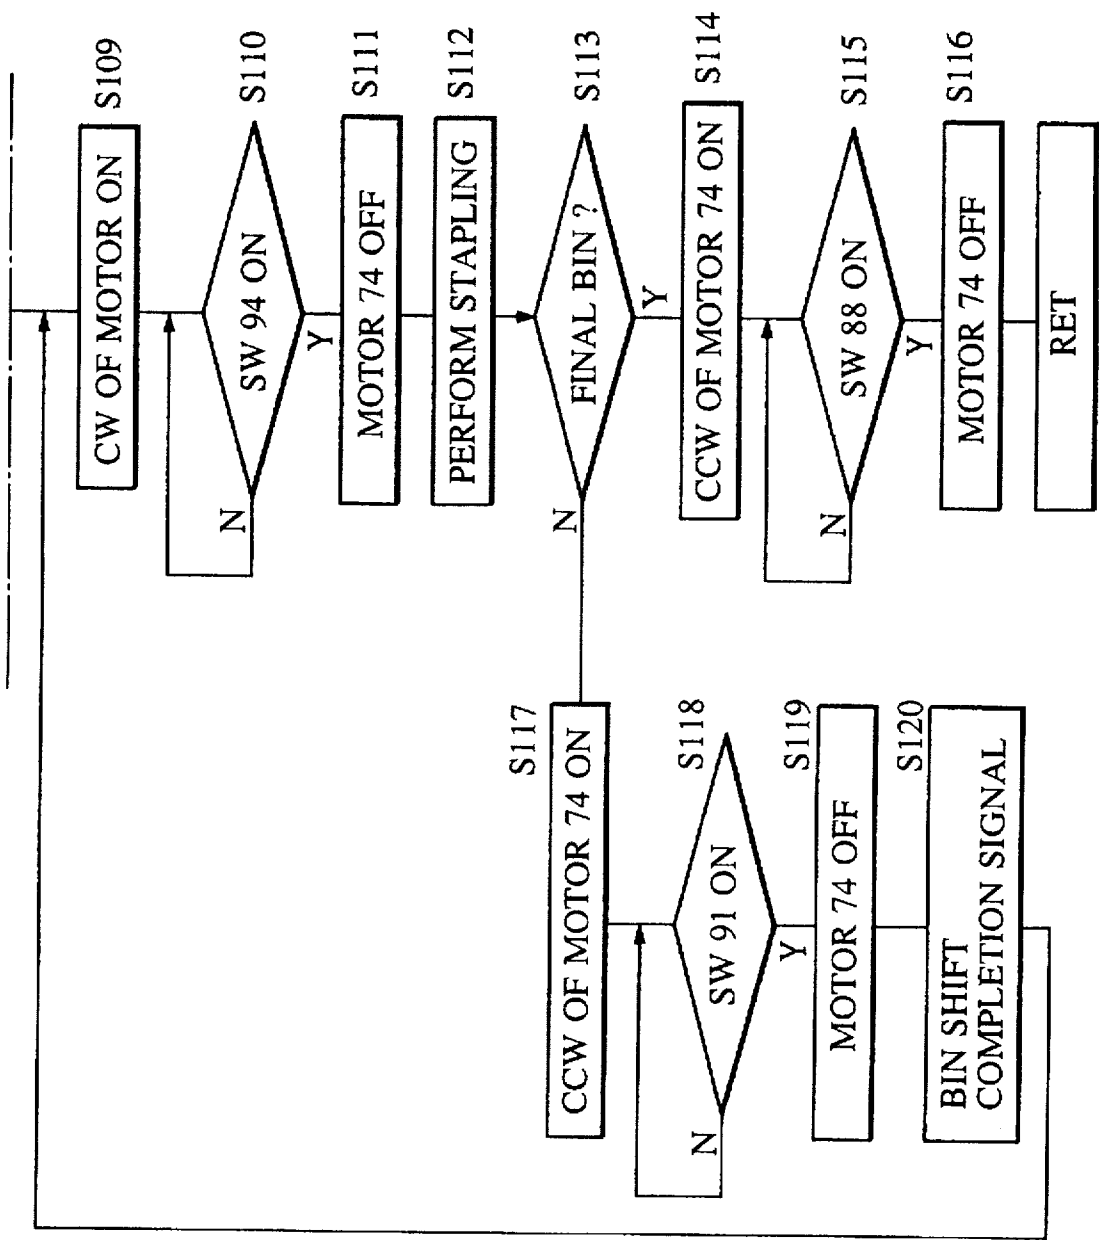 CW OF MOTOR ON
S109
SW 94 ON
S110
N
Y
MOTOR 74 OFF
S111
PERFORM STAPLING
S112
FINAL BIN ?
S113
N
Y
CCW OF MOTOR 74 ON
S114
SW 88 ON
S115
N
Y
MOTOR 74 OFF
S116
RET
CCW OF MOTOR 74 ON
S117
SW 91 ON
S118
N
Y
MOTOR 74 OFF
S119
BIN SHIFT
COMPLETION SIGNAL
S120